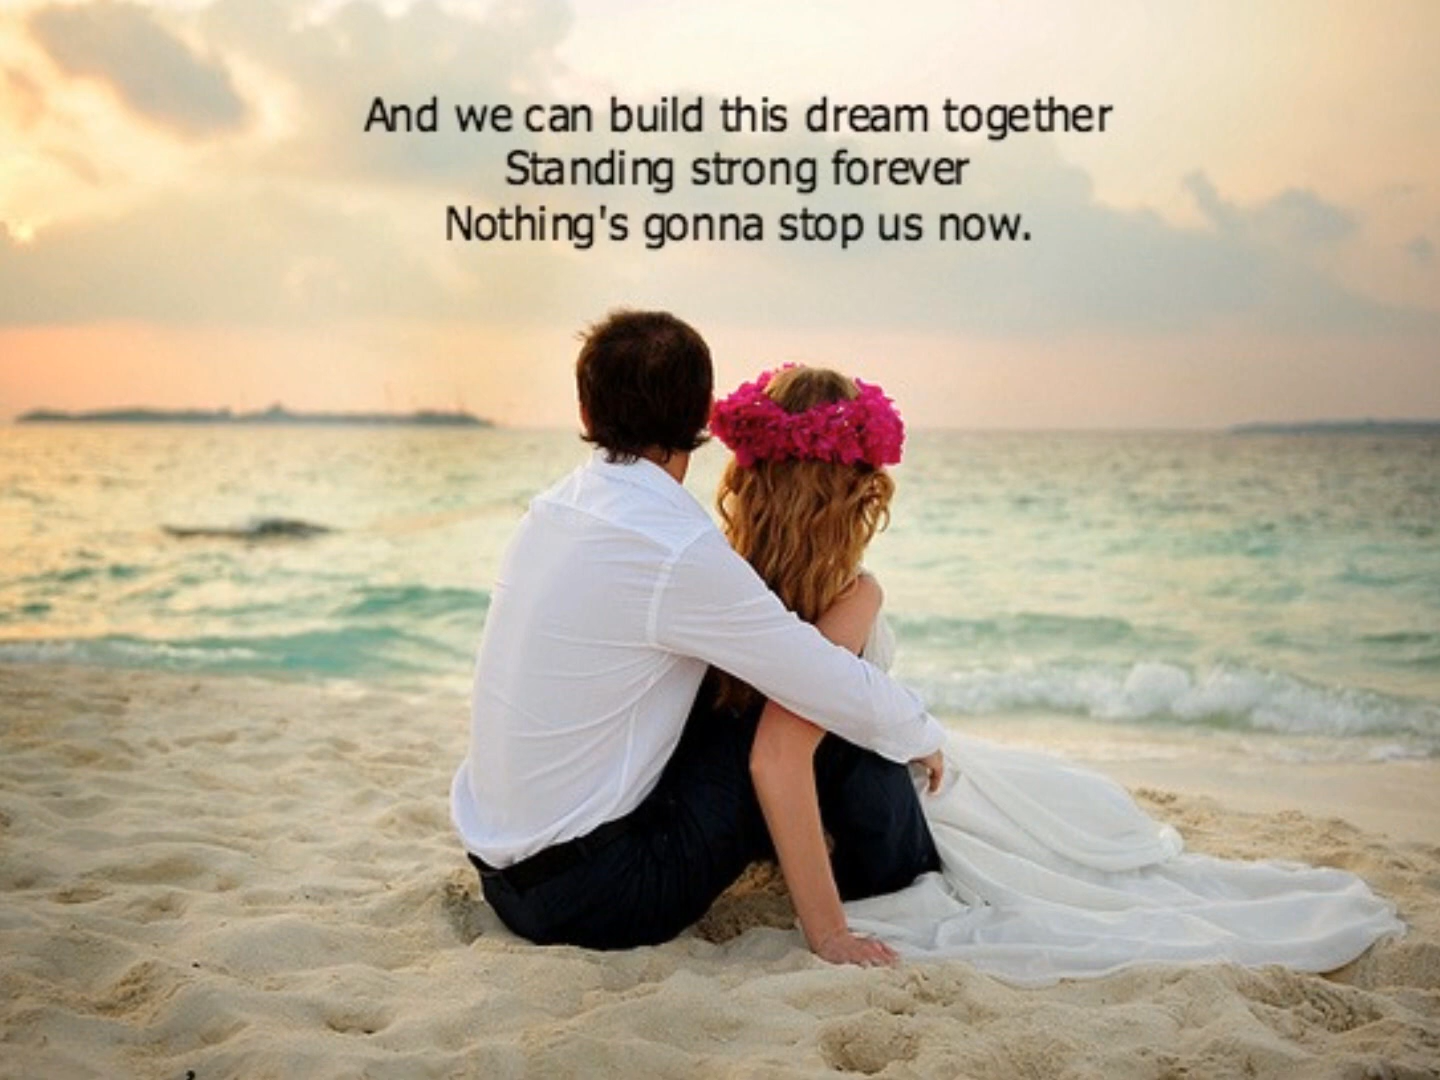 And we can build this dream together
Standing strong forever
Nothing's gonna stop us now.